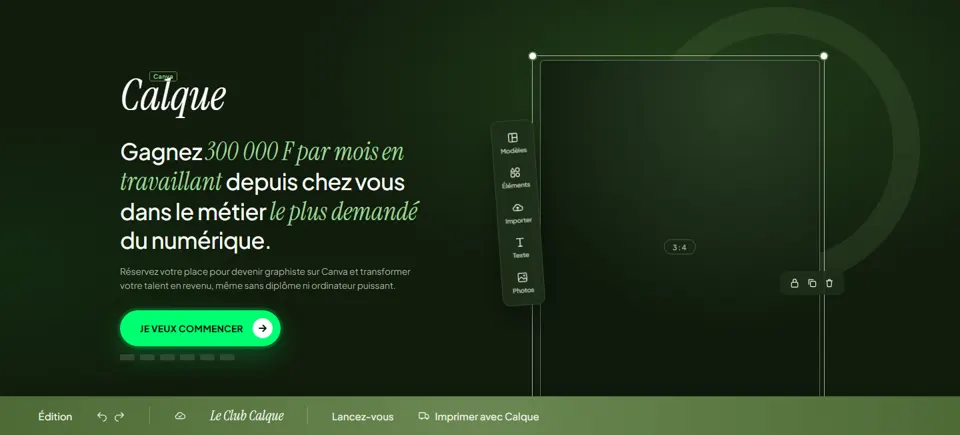 Canva
Calque
Gagnez 300 000 F par mois en
travaillant depuis chez vous
dans le métier le plus demandé
du numérique.
Réservez votre place pour devenir graphiste sur Canva et transformer
votre talent en revenu, même sans diplôme ni ordinateur puissant.
JE VEUX COMMENCER
Modèles
Éléments
Importer
Texte
Photos
3:4
Édition
Le Club Calque
Lancez-vous
Imprimer avec Calque